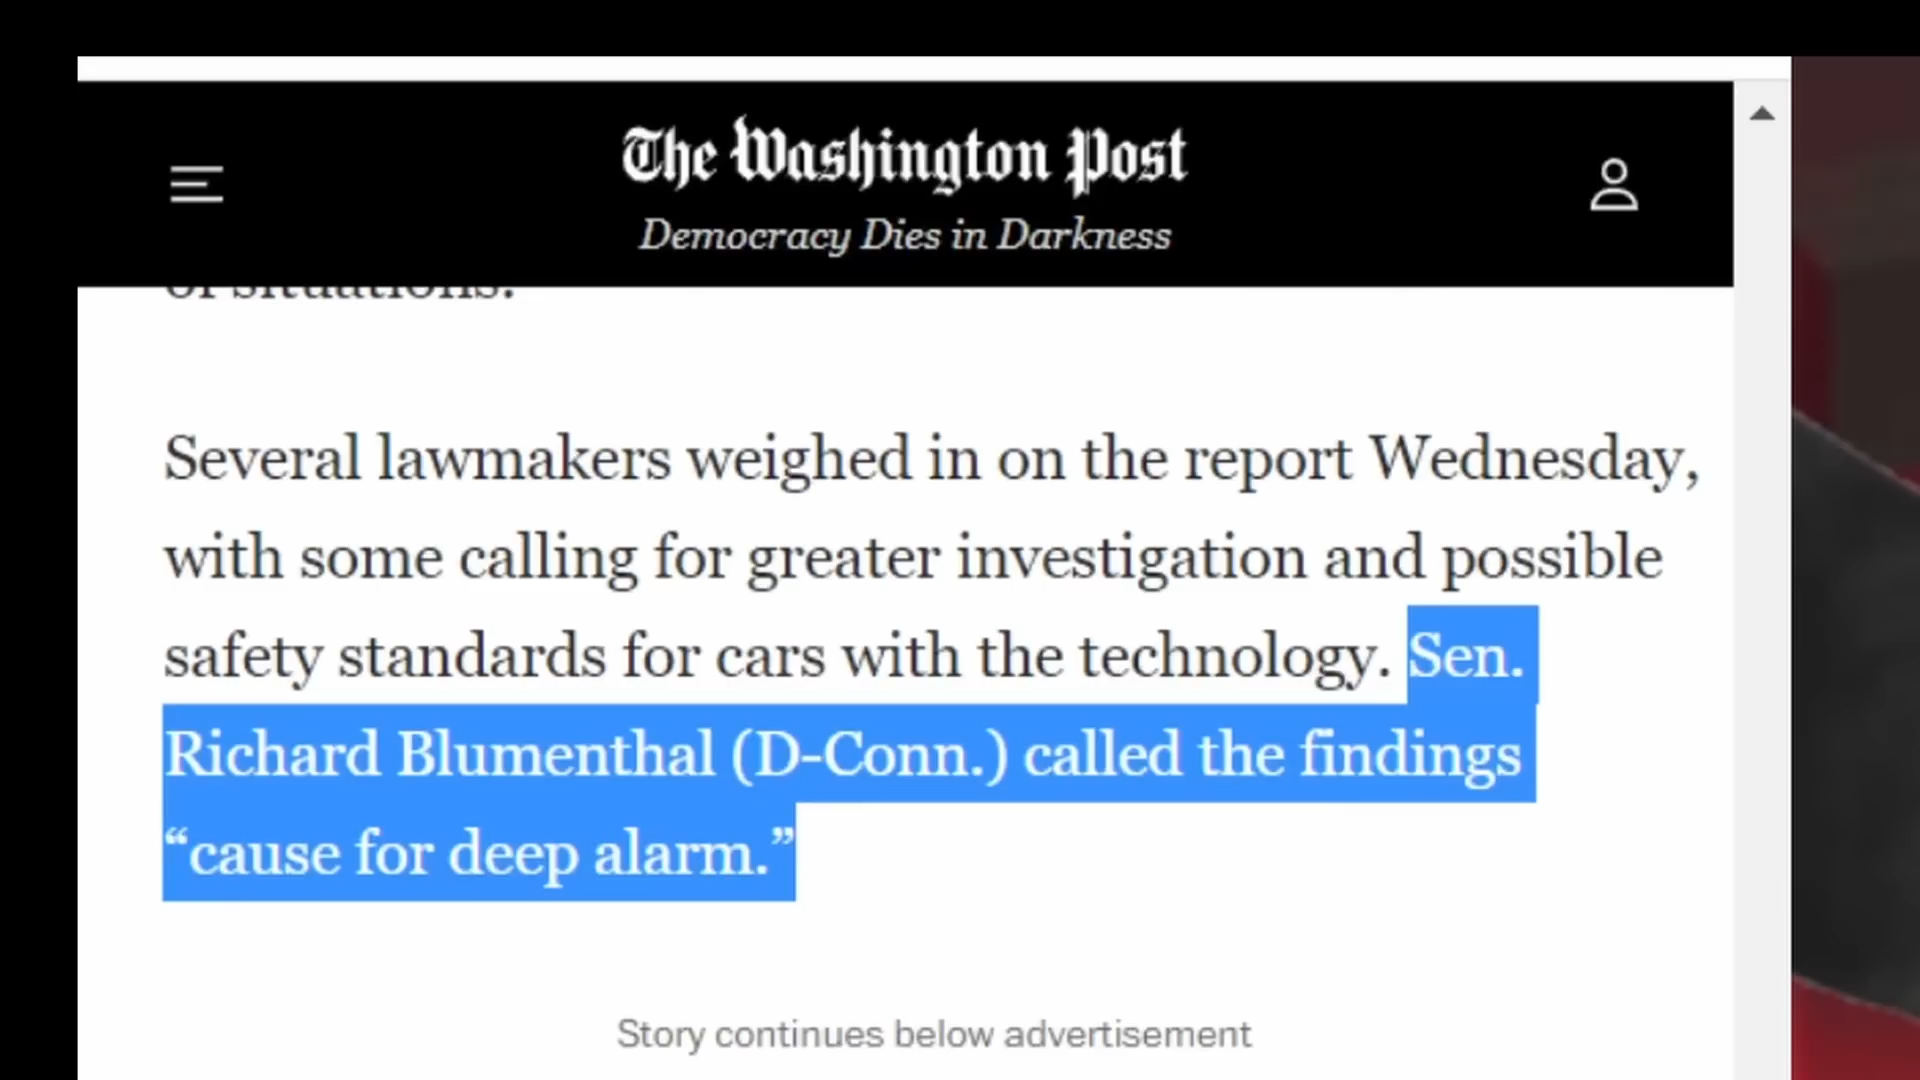 The Washington Post
Democracy Dies in Darkness
of situations.
Several lawmakers weighed in on the report Wednesday,
with some calling for greater investigation and possible
safety standards for cars with the technology. Sen.
Richard Blumenthal (D-Conn.) called the findings
“cause for deep alarm.”
Story continues below advertisement